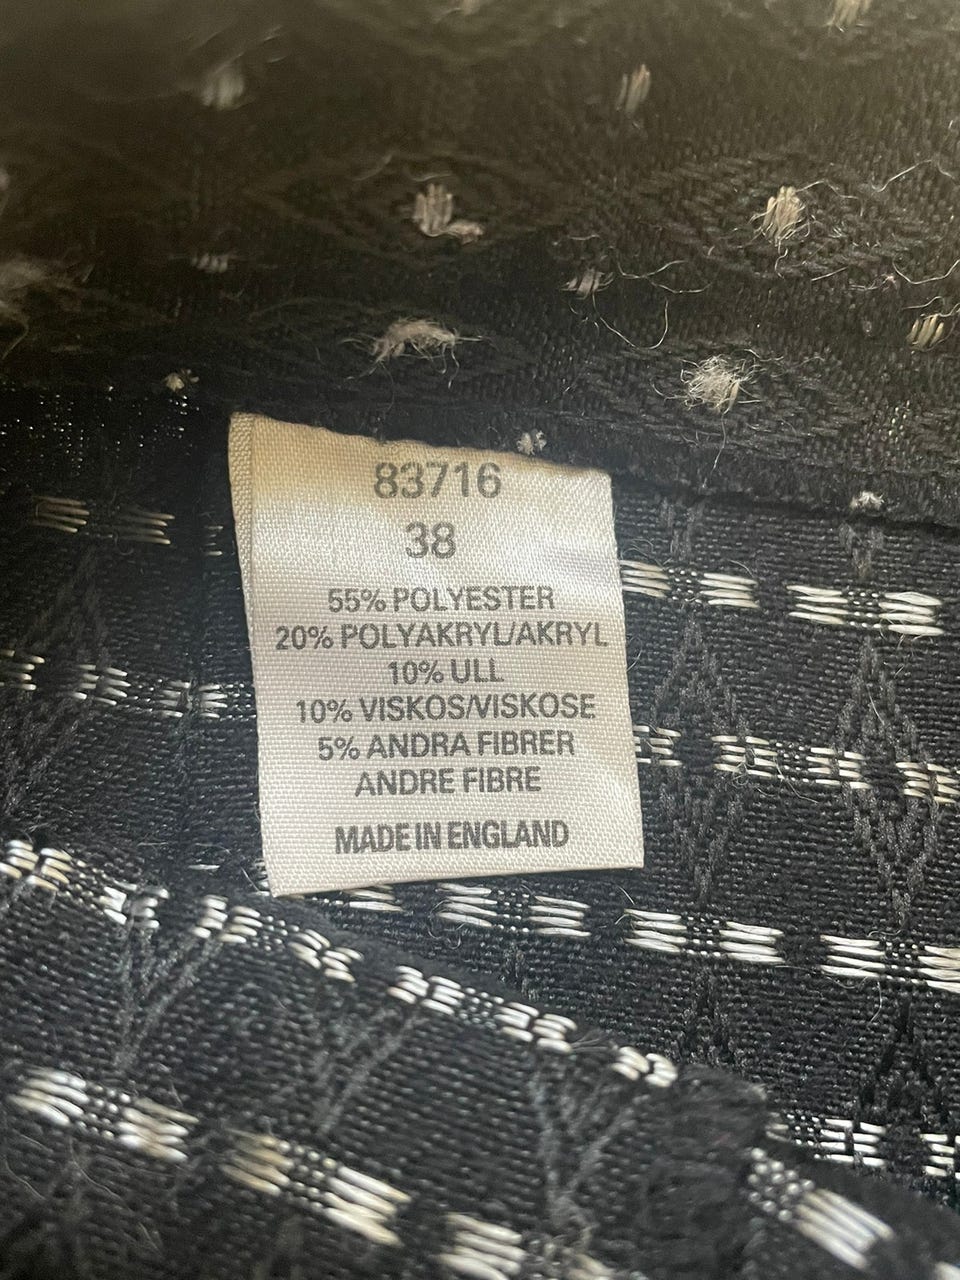 83716
38
55% POLYESTER
20% POLYAKRYL/AKRYL
10% ULL
10% VISKOS/VISKOSE
5% ANDRA FIBRER
ANDRE FIBRE
MADE IN ENGLAND